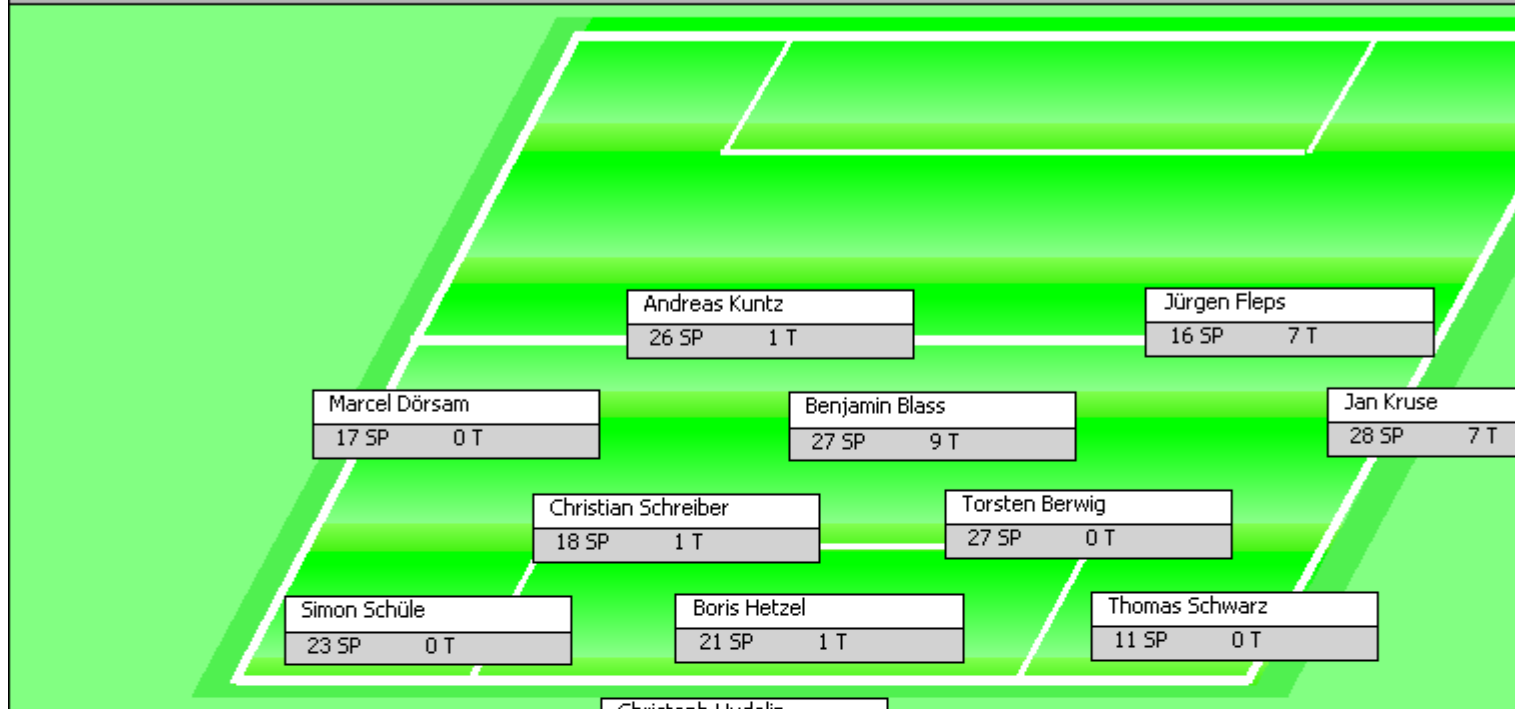 Andreas Kuntz
26 SP 1 T
Jürgen Fleps
16 SP 7 T
Marcel Dörsam
17 SP 0 T
Benjamin Blass
27 SP 9 T
Jan Kruse
28 SP 7 T
Christian Schreiber
18 SP 1 T
Torsten Berwig
27 SP 0 T
Simon Schüle
23 SP 0 T
Boris Hetzel
21 SP 1 T
Thomas Schwarz
11 SP 0 T
Christoph